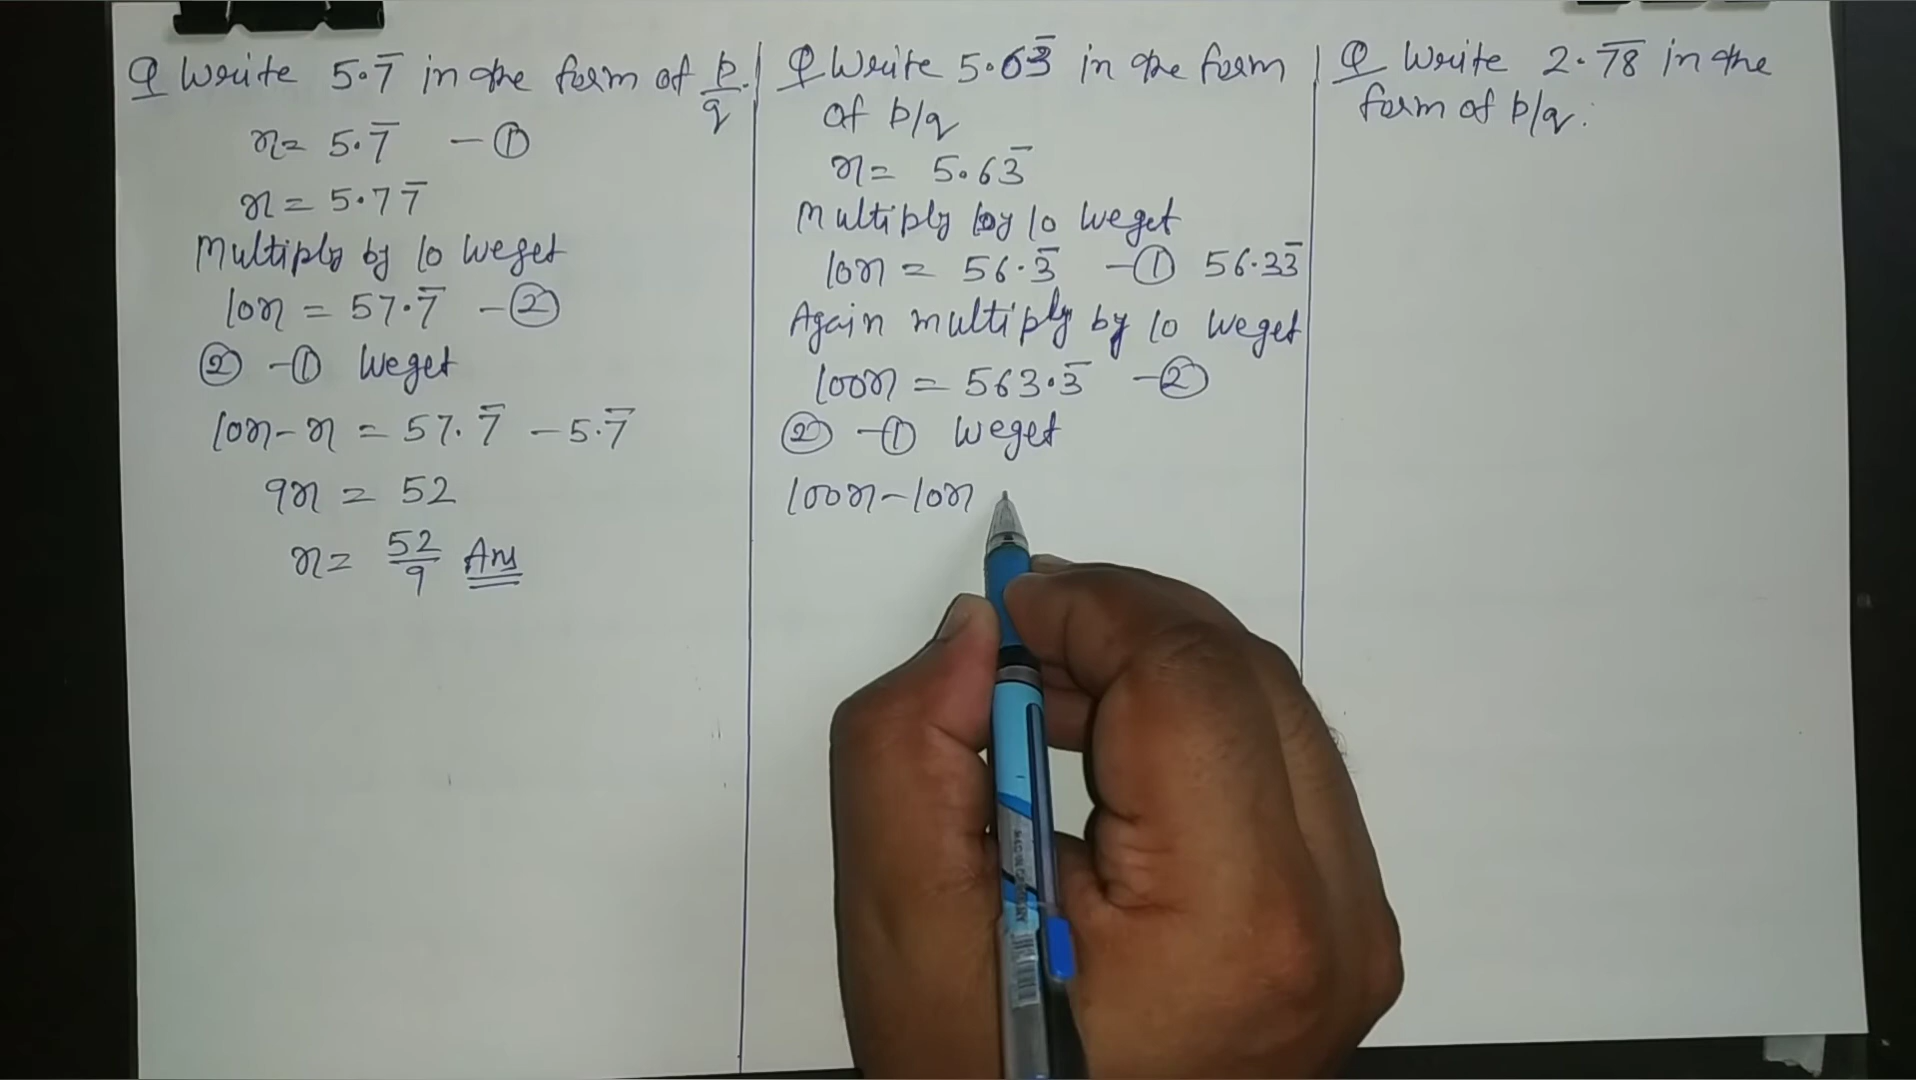 Q Write 5.7̅ in the form of p/q.
x = 5.7̅ - ①
x = 5.77̅
Multiply by 10 We get
10x = 57.7̅ - ②
② - ① We get
10x - x = 57.7̅ - 5.7̅
9x = 52
x = 52/9 Ans
Q Write 5.63̅ in the form
of p/q
x = 5.63̅
Multiply by 10 We get
10x = 56.3̅ - ① 56.33̅
Again multiply by 10 We get
100x = 563.3̅ - ②
② - ① We get
100x - 10x
Q Write 2.7̅8̅ in the
form of p/q.